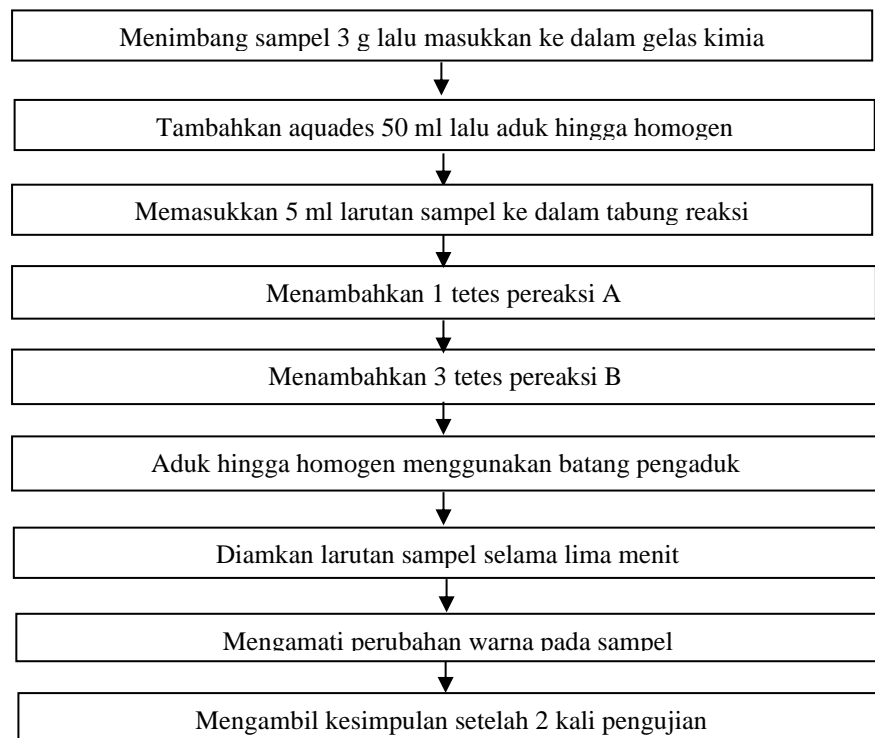 Menimbang sampel 3 g lalu masukkan ke dalam gelas kimia
Tambahkan aquades 50 ml lalu aduk hingga homogen
Memasukkan 5 ml larutan sampel ke dalam tabung reaksi
Menambahkan 1 tetes pereaksi A
Menambahkan 3 tetes pereaksi B
Aduk hingga homogen menggunakan batang pengaduk
Diamkan larutan sampel selama lima menit
Mengamati perubahan warna pada sampel
Mengambil kesimpulan setelah 2 kali pengujian